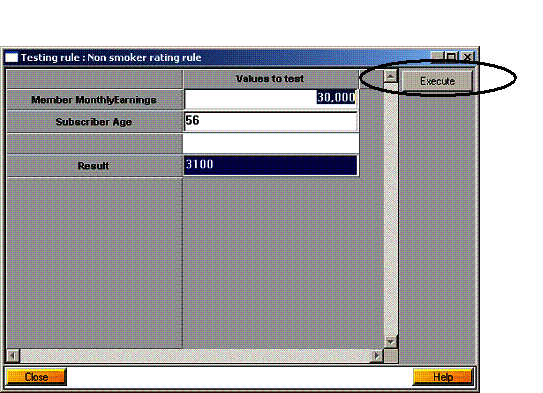 Testing rule : Non smoker rating rule
Values to test
Execute
Member MonthlyEarnings 30,000
Subscriber Age 56
Result 3100
Close Help